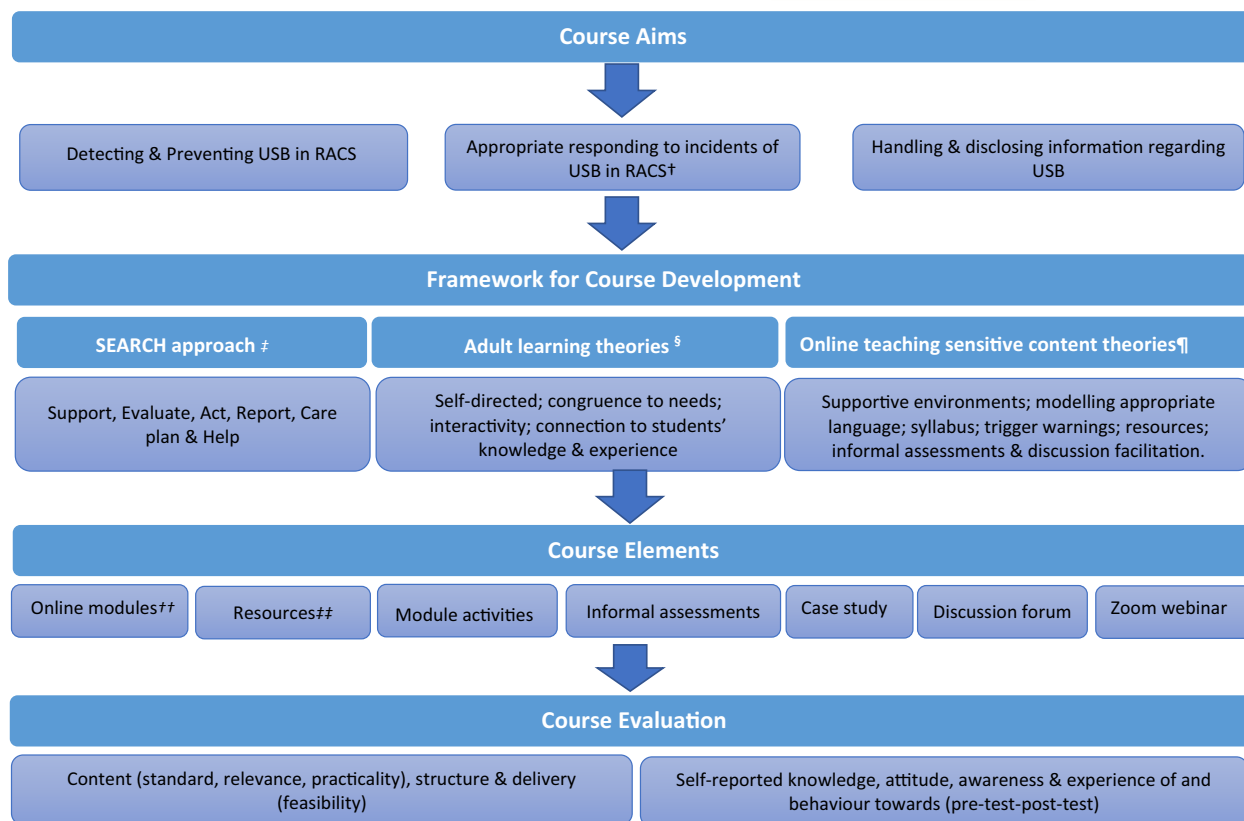 Course Aims
Detecting & Preventing USB in RACS
Appropriate responding to incidents of
USB in RACS†
Handling & disclosing information regarding
USB
Framework for Course Development
SEARCH approach ‡
Support, Evaluate, Act, Report, Care
plan & Help
Adult learning theories §
Self-directed; congruence to needs;
interactivity; connection to students’
knowledge & experience
Online teaching sensitive content theories¶
Supportive environments; modelling appropriate
language; syllabus; trigger warnings; resources;
informal assessments & discussion facilitation.
Course Elements
Online modules††
Resources‡‡
Module activities
Informal assessments
Case study
Discussion forum
Zoom webinar
Course Evaluation
Content (standard, relevance, practicality), structure & delivery
(feasibility)
Self-reported knowledge, attitude, awareness & experience of and
behaviour towards (pre-test-post-test)